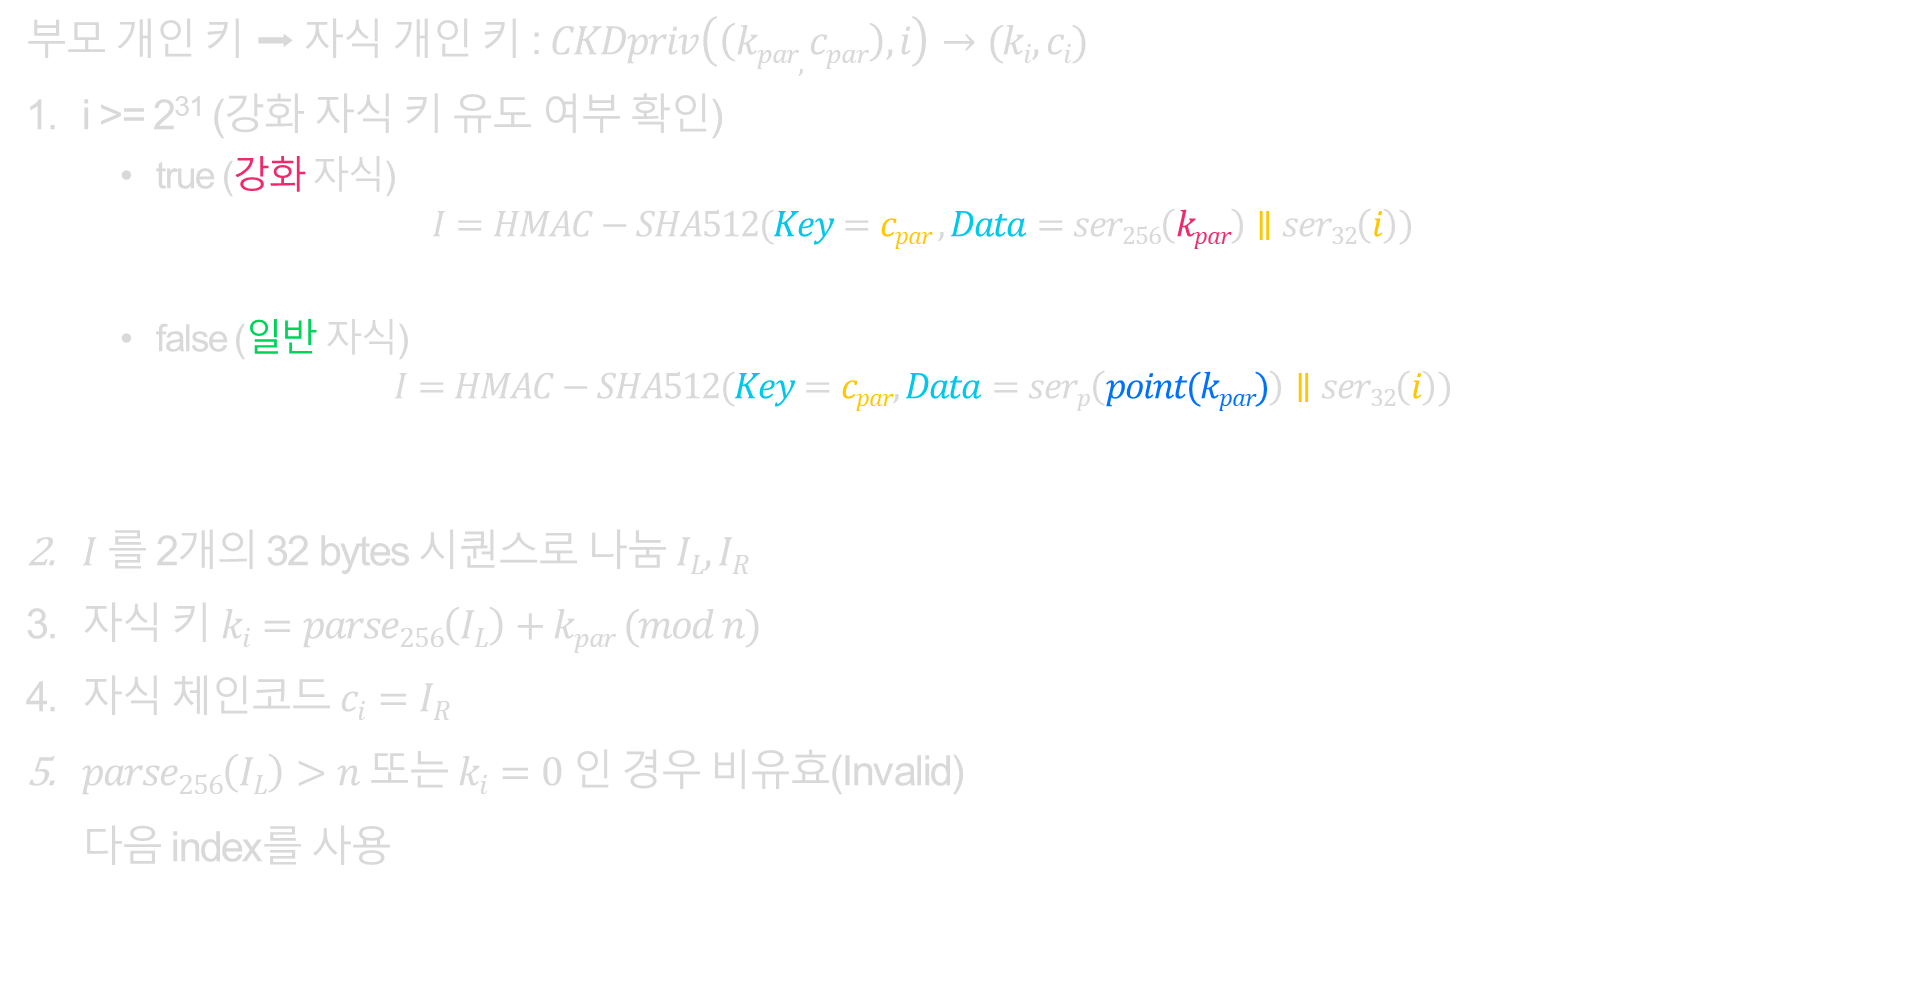 부모 개인 키 ➡ 자식 개인 키 : CKDpriv((k_par, c_par), i) → (k_i, c_i)
1. i >= 2³¹ (강화 자식 키 유도 여부 확인)
• true (강화 자식)
I = HMAC − SHA512(Key = c_par, Data = ser_256(k_par) ∥ ser_32(i))
• false (일반 자식)
I = HMAC − SHA512(Key = c_par, Data = ser_p(point(k_par)) ∥ ser_32(i))
2. I 를 2개의 32 bytes 시퀀스로 나눔 I_L, I_R
3. 자식 키 k_i = parse_256(I_L) + k_par (mod n)
4. 자식 체인코드 c_i = I_R
5. parse_256(I_L) > n 또는 k_i = 0 인 경우 비유효(Invalid)
다음 index를 사용